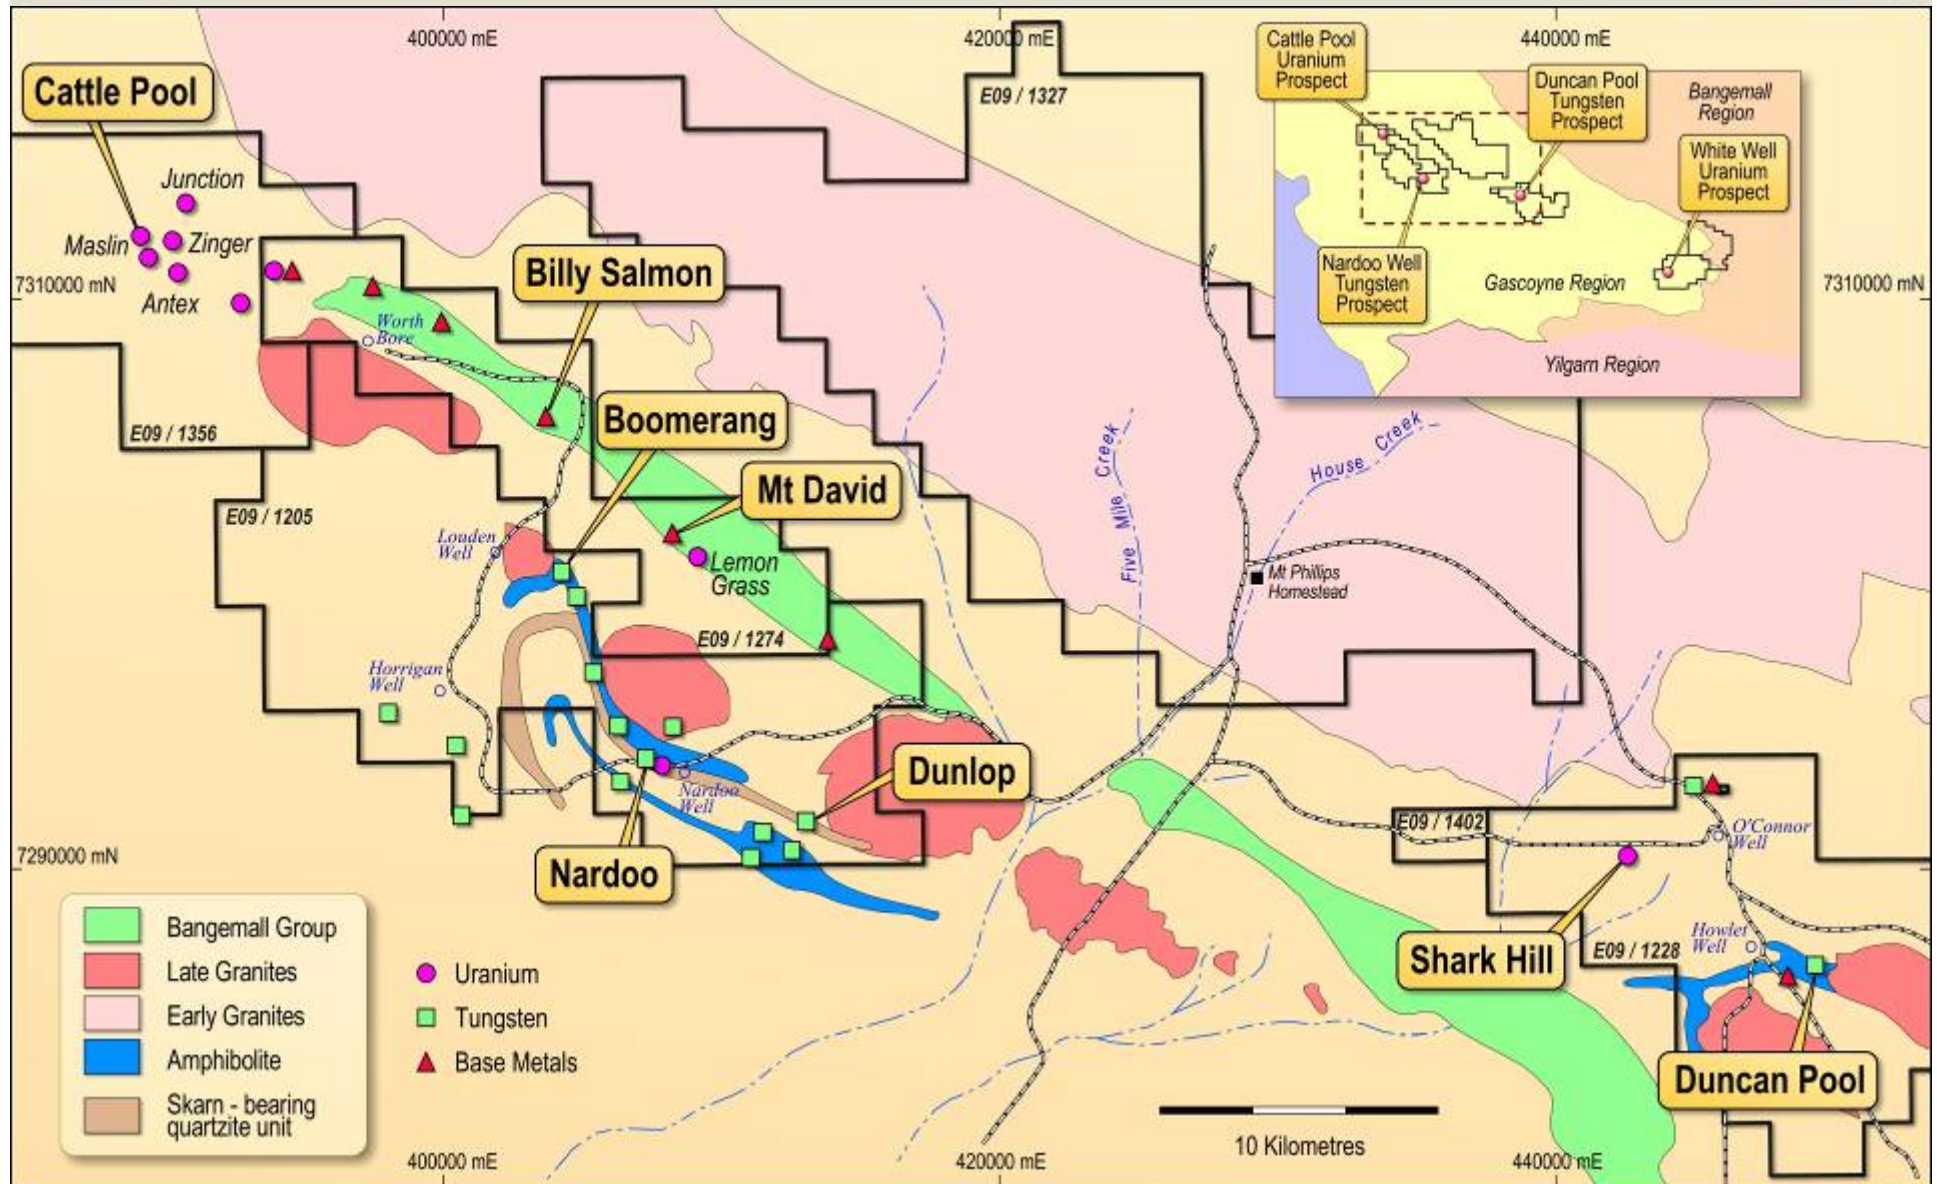 400000 mE
420000 mE
440000 mE
E09 / 1327
Cattle Pool
Junction
Maslin
Zinger
Antex
7310000 mN
7310000 mN
Cattle Pool
Uranium
Prospect
Duncan Pool
Tungsten
Prospect
Bangemall
Region
White Well
Uranium
Prospect
Nardoo Well
Tungsten
Prospect
Gascoyne Region
Yilgarn Region
Billy Salmon
Worth
Bore
Boomerang
E09 / 1356
Mt David
E09 / 1205
Louden
Well
Lemon
Grass
Five Mile Creek
House Creek
Mt Phillips
Homestead
E09 / 1274
Horrigan
Well
Dunlop
Nardoo
Well
Nardoo
7290000 mN
E09 / 1402
O'Connor
Well
Shark Hill
E09 / 1228
Howlet
Well
Duncan Pool
Bangemall Group
Late Granites
Early Granites
Amphibolite
Skarn - bearing
quartzite unit
Uranium
Tungsten
Base Metals
10 Kilometres
400000 mE
420000 mE
440000 mE